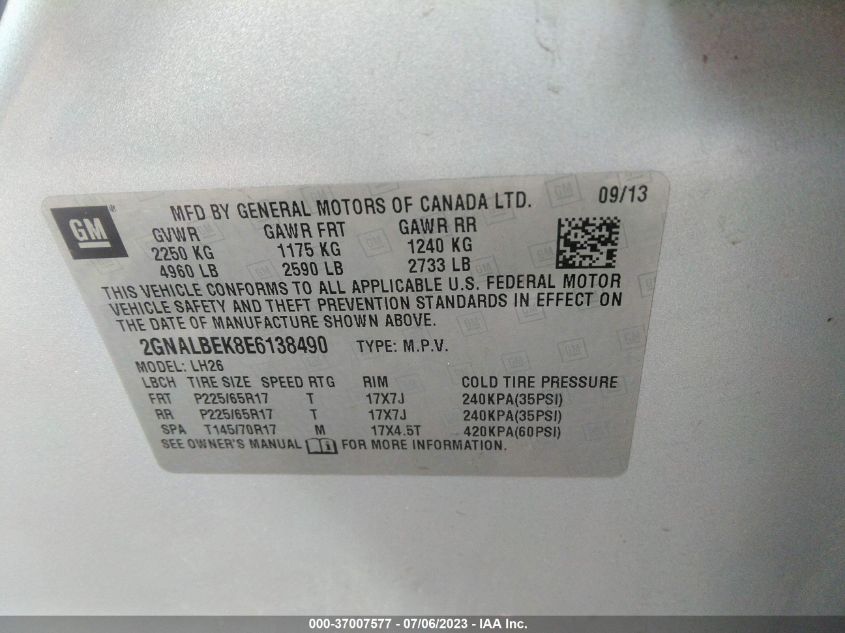 GM ®
MFD BY GENERAL MOTORS OF CANADA LTD. 09/13
GVWR GAWR FRT GAWR RR
2250 KG 1175 KG 1240 KG
4960 LB 2590 LB 2733 LB
THIS VEHICLE CONFORMS TO ALL APPLICABLE U.S. FEDERAL MOTOR
VEHICLE SAFETY AND THEFT PREVENTION STANDARDS IN EFFECT ON
THE DATE OF MANUFACTURE SHOWN ABOVE.
2GNALBEK8E6138490 TYPE: M.P.V.
MODEL: LH26
LBCH TIRE SIZE SPEED RTG RIM COLD TIRE PRESSURE
FRT P225/65R17 T 17X7J 240KPA(35PSI)
RR P225/65R17 T 17X7J 240KPA(35PSI)
SPA T145/70R17 M 17X4.5T 420KPA(60PSI)
SEE OWNER'S MANUAL FOR MORE INFORMATION.
000-37007577 - 07/06/2023 - IAA Inc.